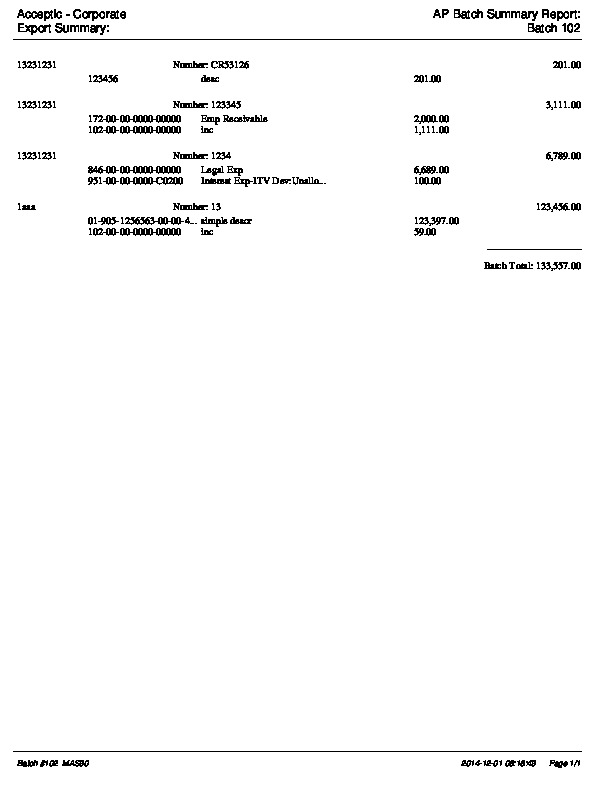 Acceptic - Corporate AP Batch Summary Report:
Export Summary: Batch 102
13231231 Number: CR53126 201.00
123456 desc 201.00
13231231 Number: 123345 3,111.00
172-00-00-0000-00000 Emp Receivable 2,000.00
102-00-00-0000-00000 inc 1,111.00
13231231 Number: 1234 6,789.00
846-00-00-0000-00000 Legal Exp 6,689.00
951-00-00-0000-C0200 Interest Exp-ITV Dev:Unallo... 100.00
1aaa Number: 13 123,456.00
01-905-1256563-00-00-4... simple descr 123,397.00
102-00-00-0000-00000 inc 59.00
Batch Total: 133,557.00
Batch #102 MAS90 2014-12-01 Page 1/1